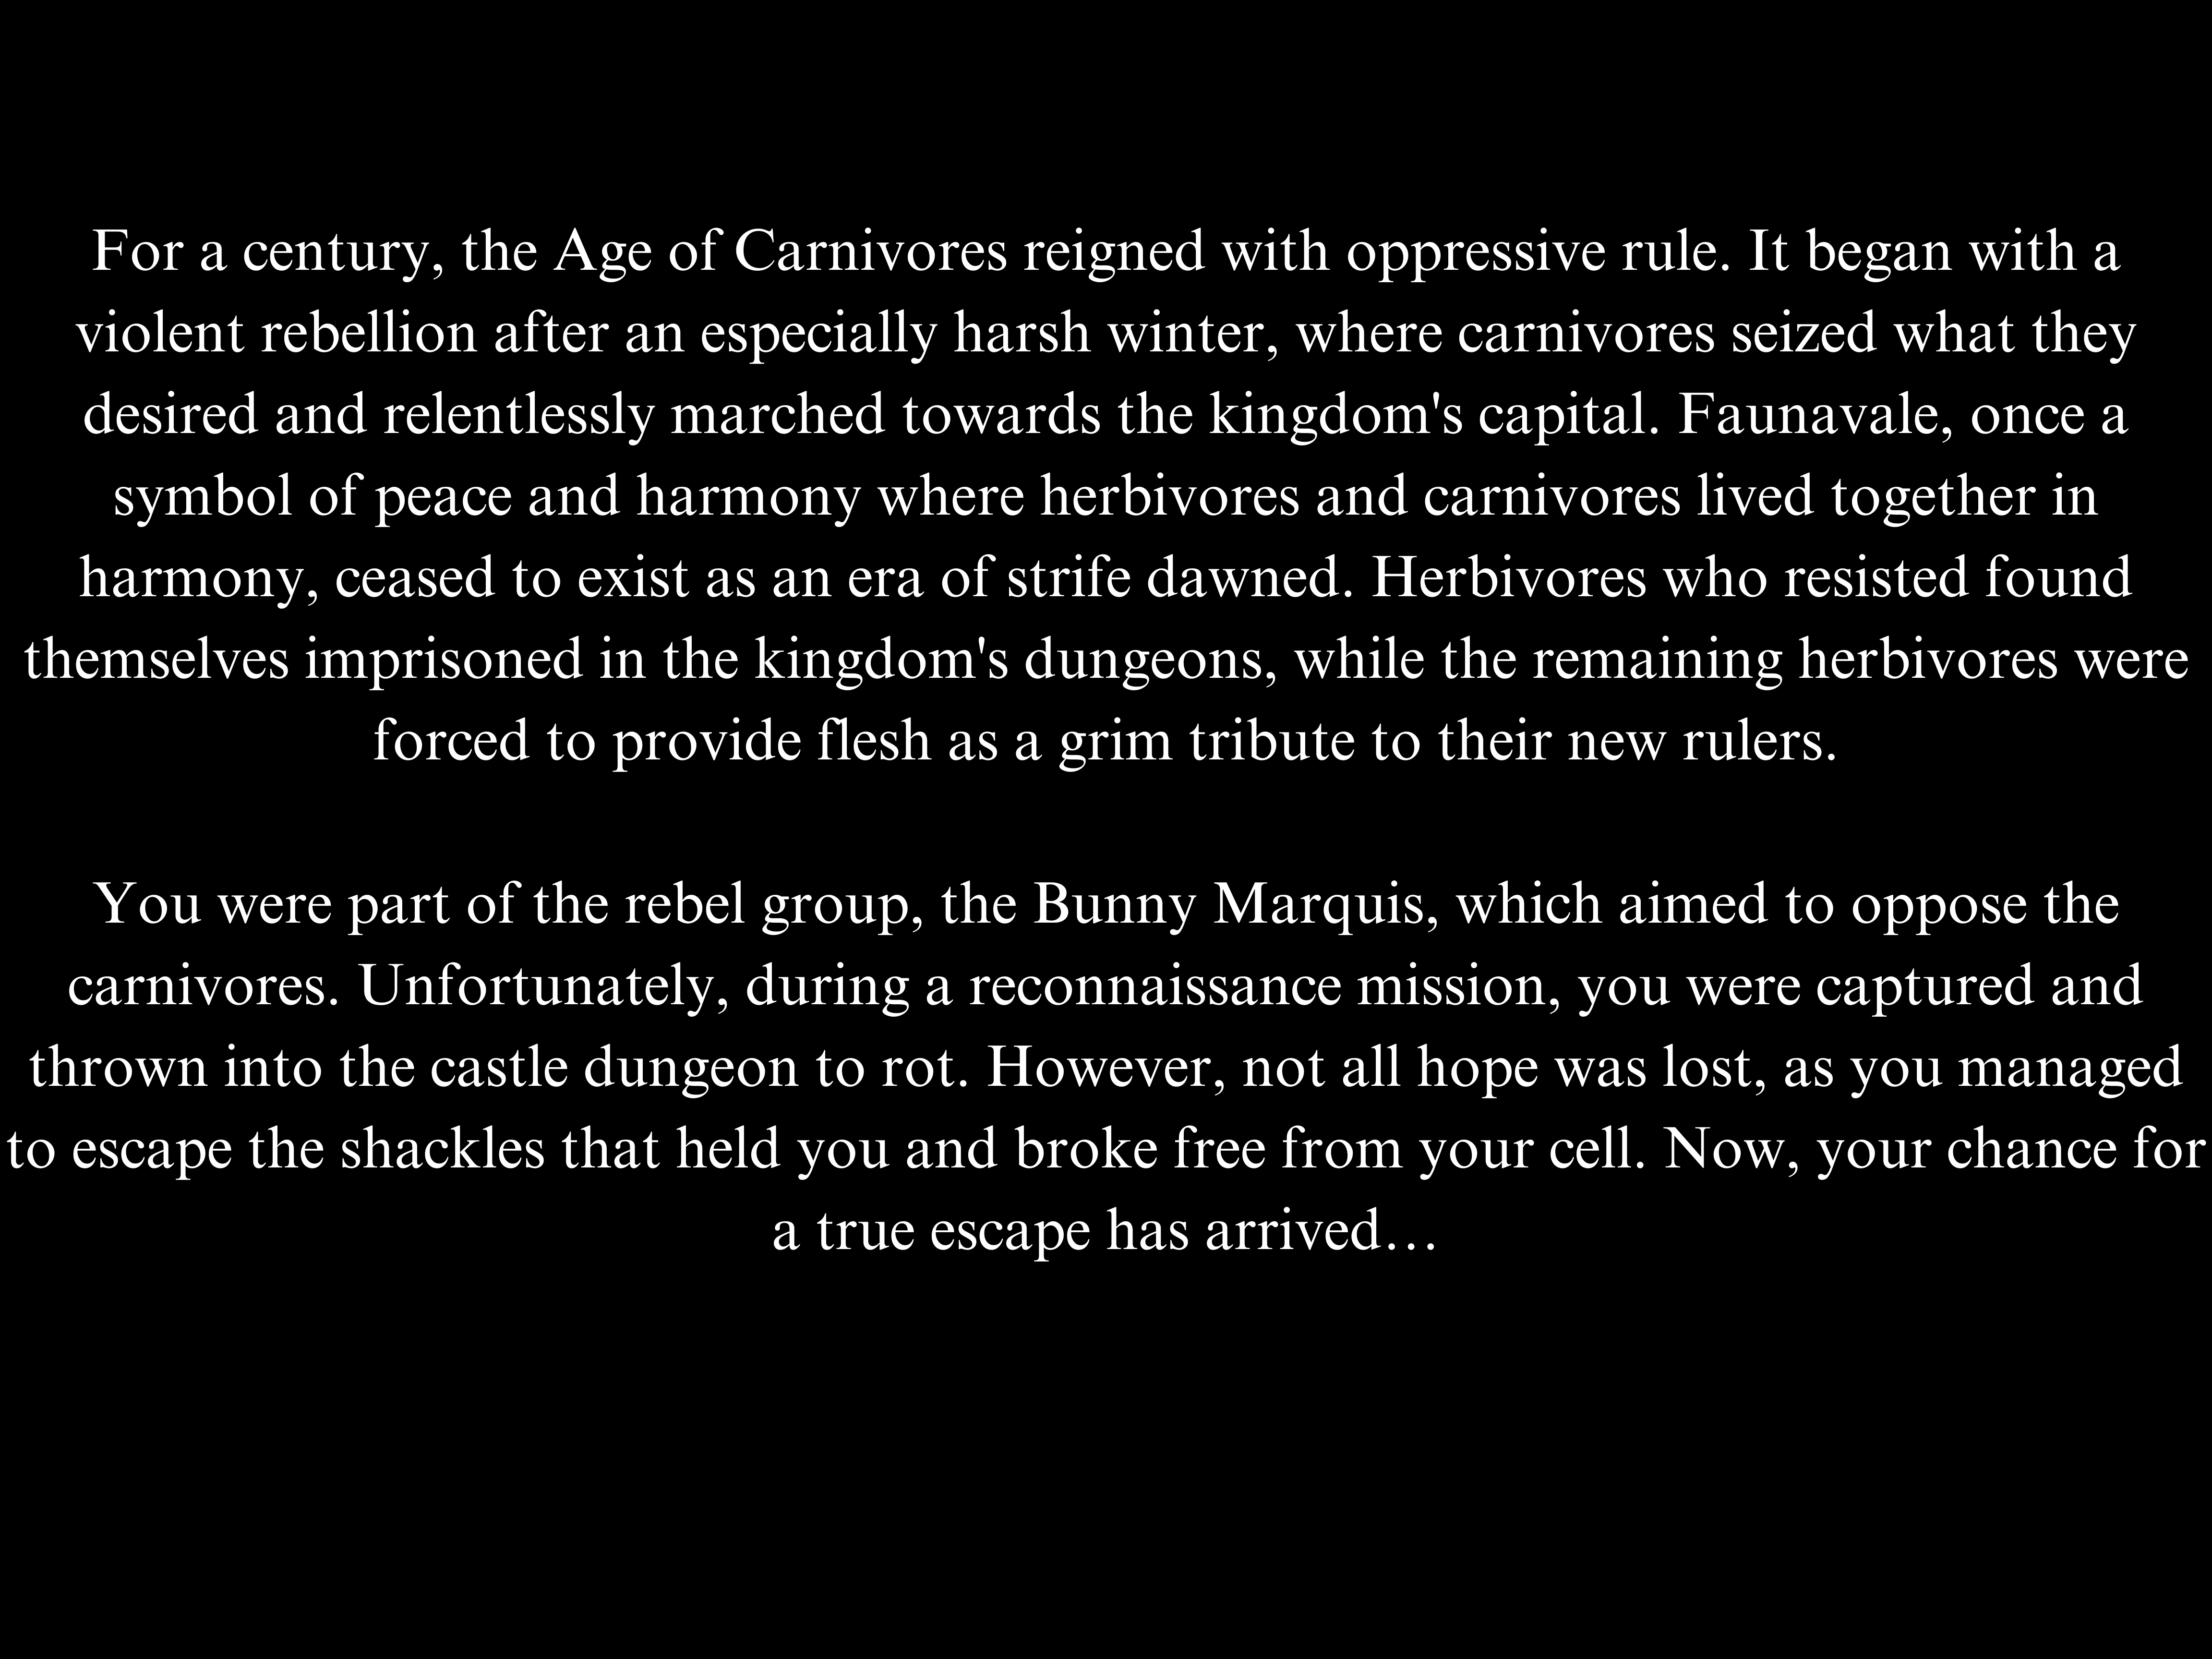 For a century, the Age of Carnivores reigned with oppressive rule. It began with a
violent rebellion after an especially harsh winter, where carnivores seized what they
desired and relentlessly marched towards the kingdom's capital. Faunavale, once a
symbol of peace and harmony where herbivores and carnivores lived together in
harmony, ceased to exist as an era of strife dawned. Herbivores who resisted found
themselves imprisoned in the kingdom's dungeons, while the remaining herbivores were
forced to provide flesh as a grim tribute to their new rulers.
You were part of the rebel group, the Bunny Marquis, which aimed to oppose the
carnivores. Unfortunately, during a reconnaissance mission, you were captured and
thrown into the castle dungeon to rot. However, not all hope was lost, as you managed
to escape the shackles that held you and broke free from your cell. Now, your chance for
a true escape has arrived…